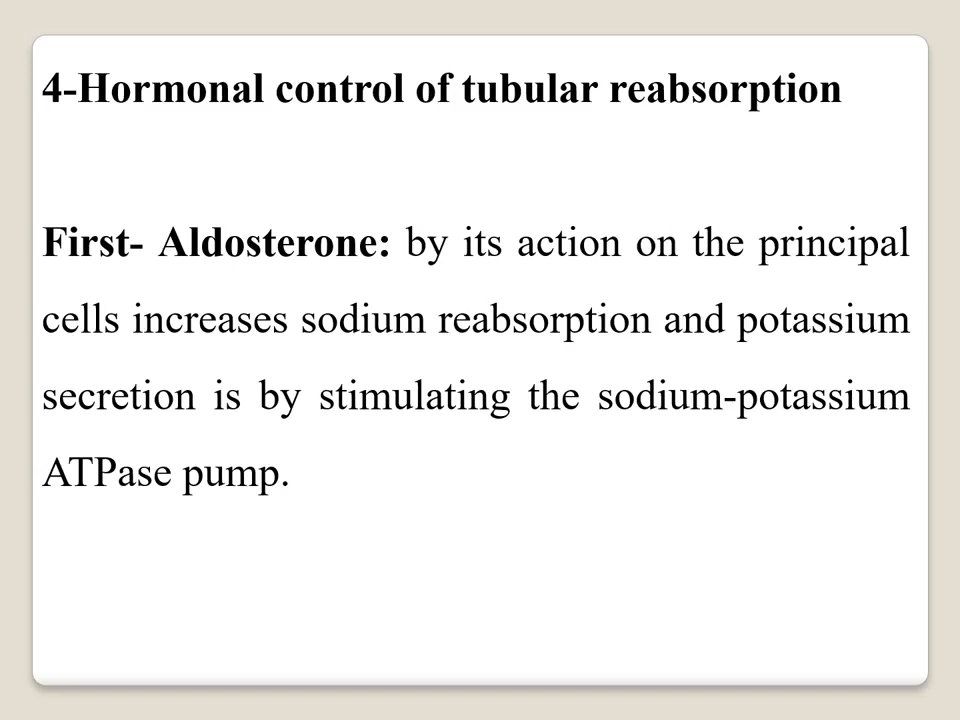 4-Hormonal control of tubular reabsorption
First- Aldosterone: by its action on the principal
cells increases sodium reabsorption and potassium
secretion is by stimulating the sodium-potassium
ATPase pump.